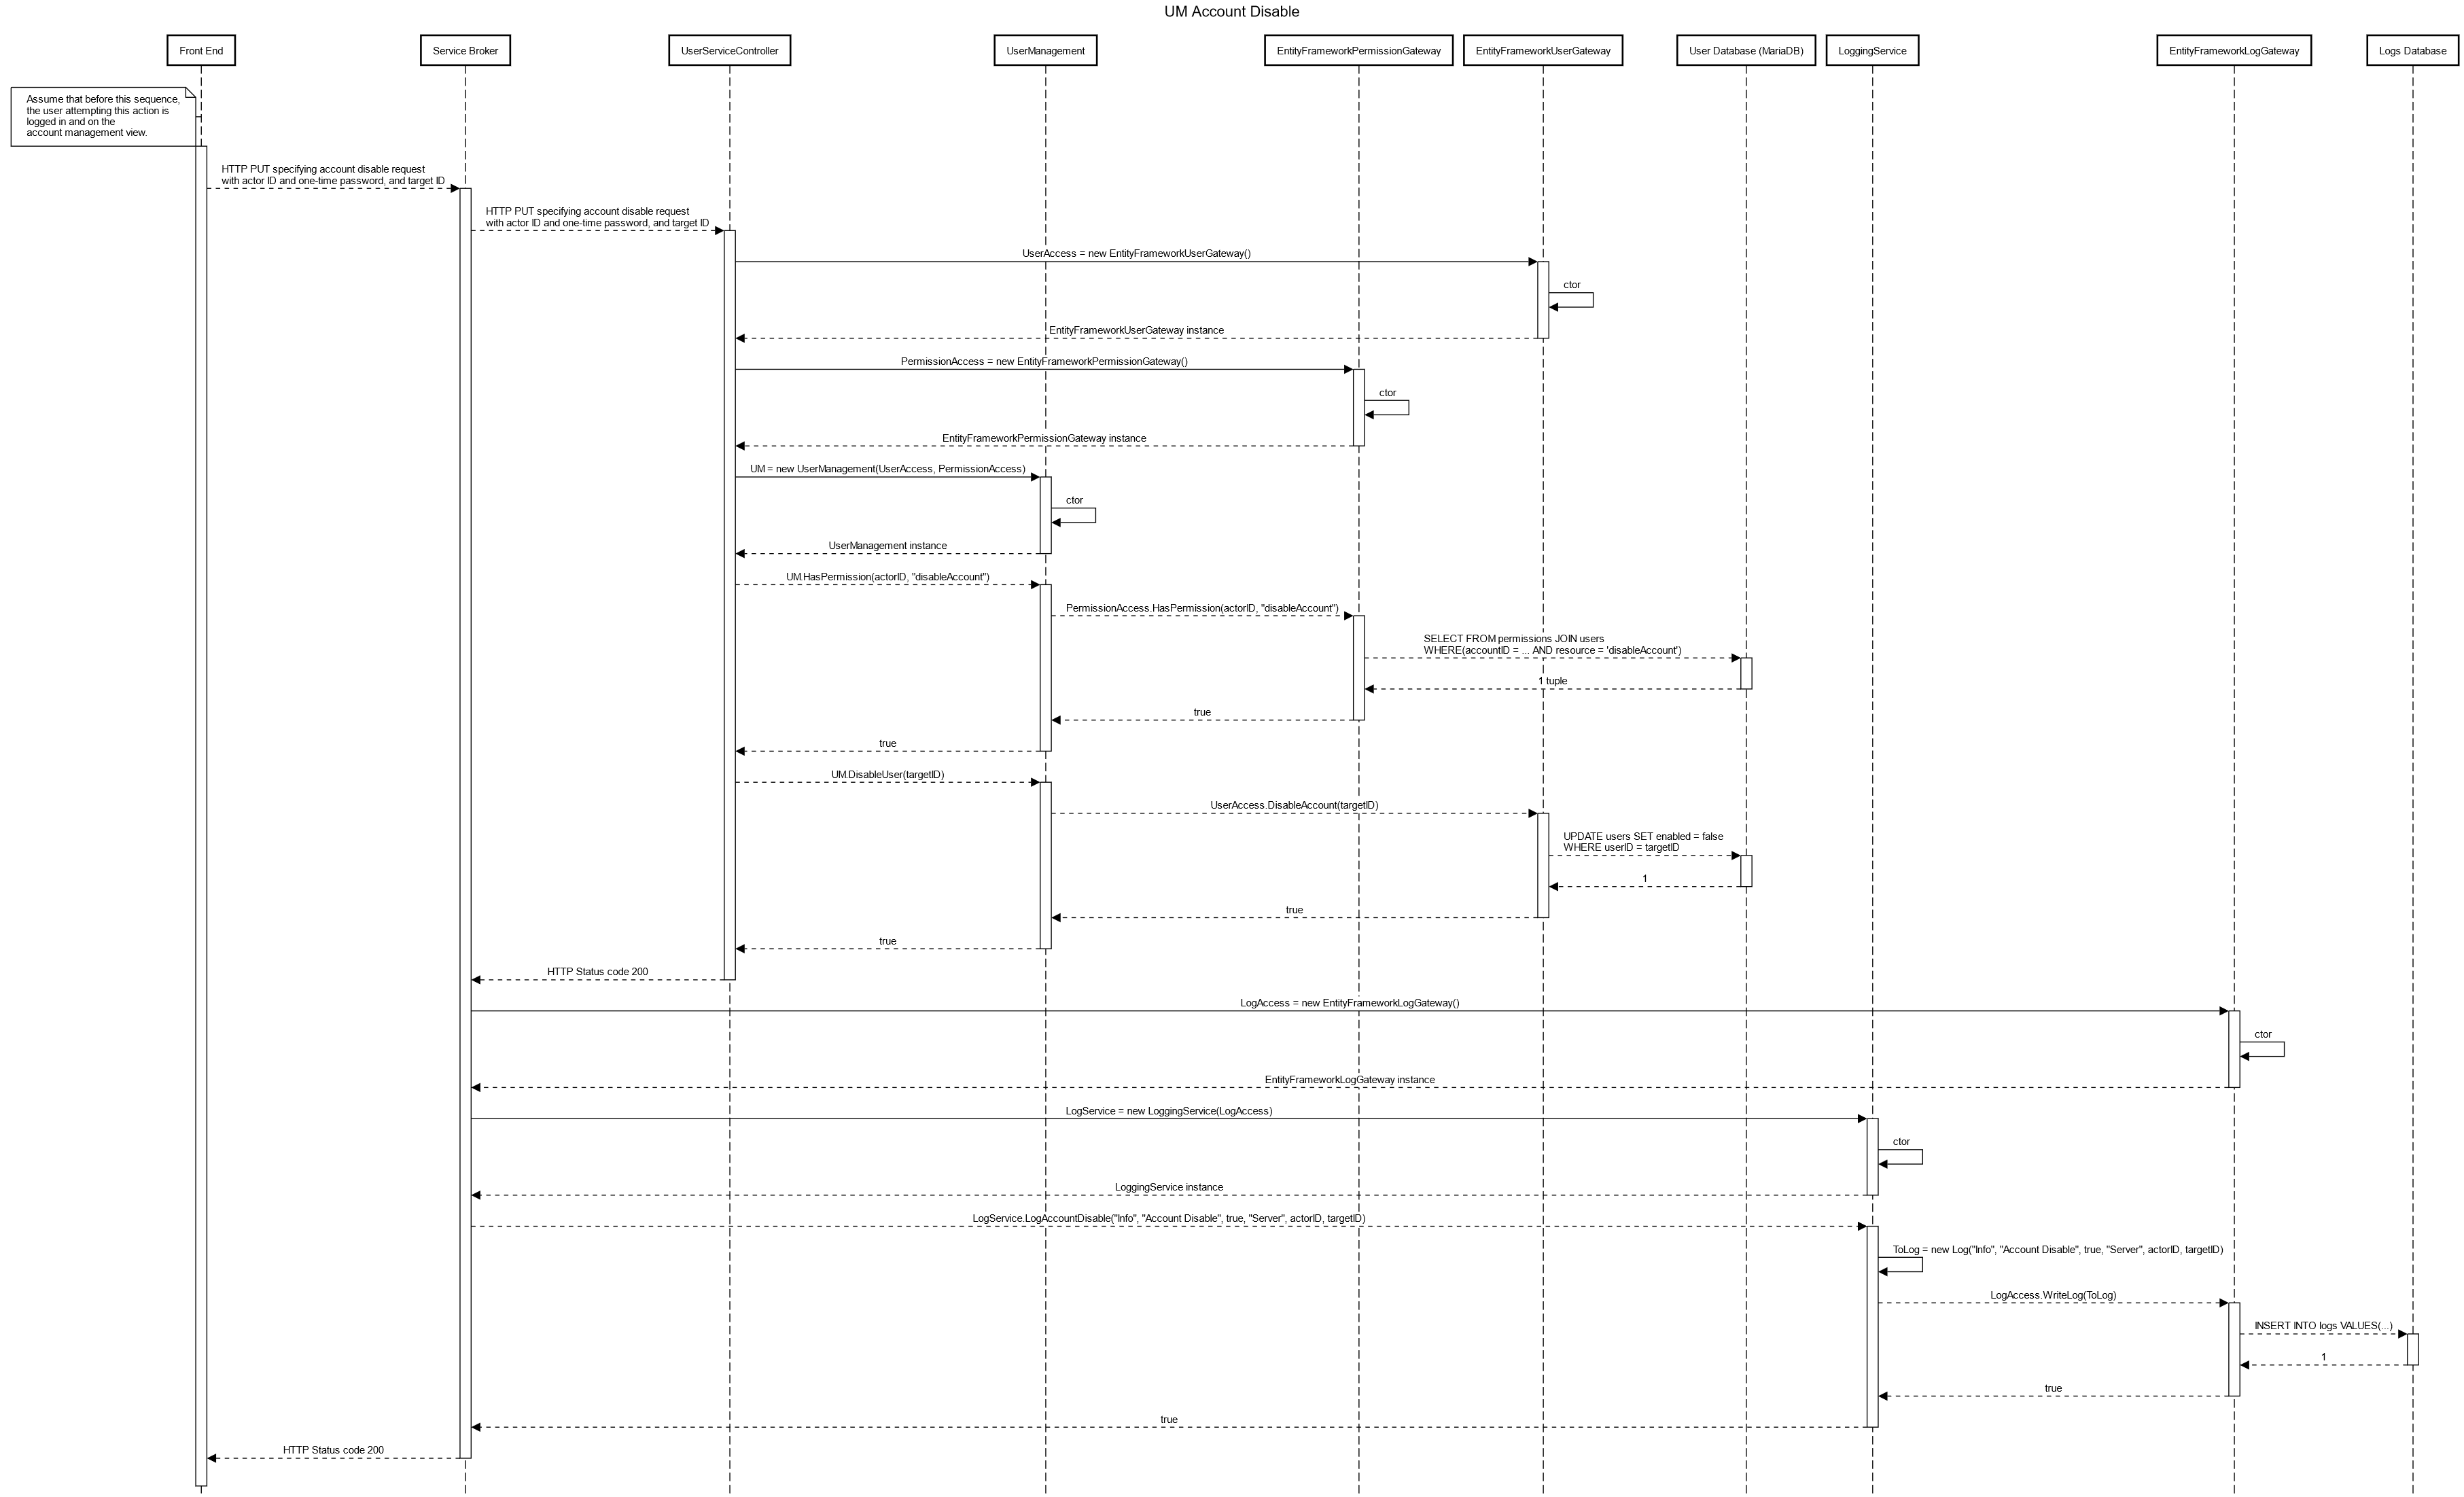 UM Account Disable
Front End
Service Broker
UserServiceController
UserManagement
EntityFrameworkPermissionGateway
EntityFrameworkUserGateway
User Database (MariaDB)
LoggingService
EntityFrameworkLogGateway
Logs Database
Assume that before this sequence,
the user attempting this action is
logged in and on the
account management view.
HTTP PUT specifying account disable request
with actor ID and one-time password, and target ID
HTTP PUT specifying account disable request
with actor ID and one-time password, and target ID
UserAccess = new EntityFrameworkUserGateway()
ctor
EntityFrameworkUserGateway instance
PermissionAccess = new EntityFrameworkPermissionGateway()
ctor
EntityFrameworkPermissionGateway instance
UM = new UserManagement(UserAccess, PermissionAccess)
ctor
UserManagement instance
UM.HasPermission(actorID, "disableAccount")
PermissionAccess.HasPermission(actorID, "disableAccount")
SELECT FROM permissions JOIN users
WHERE(accountID = ... AND resource = 'disableAccount')
1 tuple
true
true
UM.DisableUser(targetID)
UserAccess.DisableAccount(targetID)
UPDATE users SET enabled = false
WHERE userID = targetID
1
true
true
HTTP Status code 200
LogAccess = new EntityFrameworkLogGateway()
ctor
EntityFrameworkLogGateway instance
LogService = new LoggingService(LogAccess)
ctor
LoggingService instance
LogService.LogAccountDisable("Info", "Account Disable", true, "Server", actorID, targetID)
ToLog = new Log("Info", "Account Disable", true, "Server", actorID, targetID)
LogAccess.WriteLog(ToLog)
INSERT INTO logs VALUES(...)
1
true
true
HTTP Status code 200